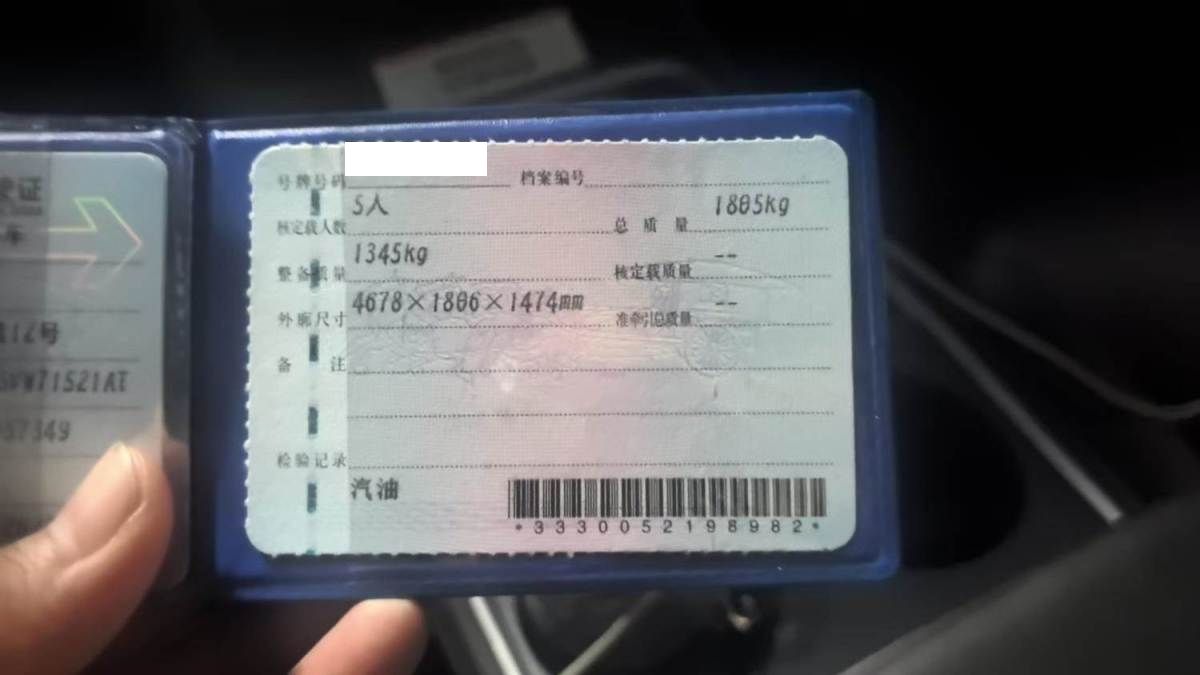 证
车
12号
W71521AT
57349
号牌号码 档案编号
核定载人数 5人 总质量 1805kg
整备质量 1345kg 核定载质量 --
外廓尺寸 4678×1806×1474mm 准牵引总质量 --
备注
检验记录
汽油
*3330052198982*